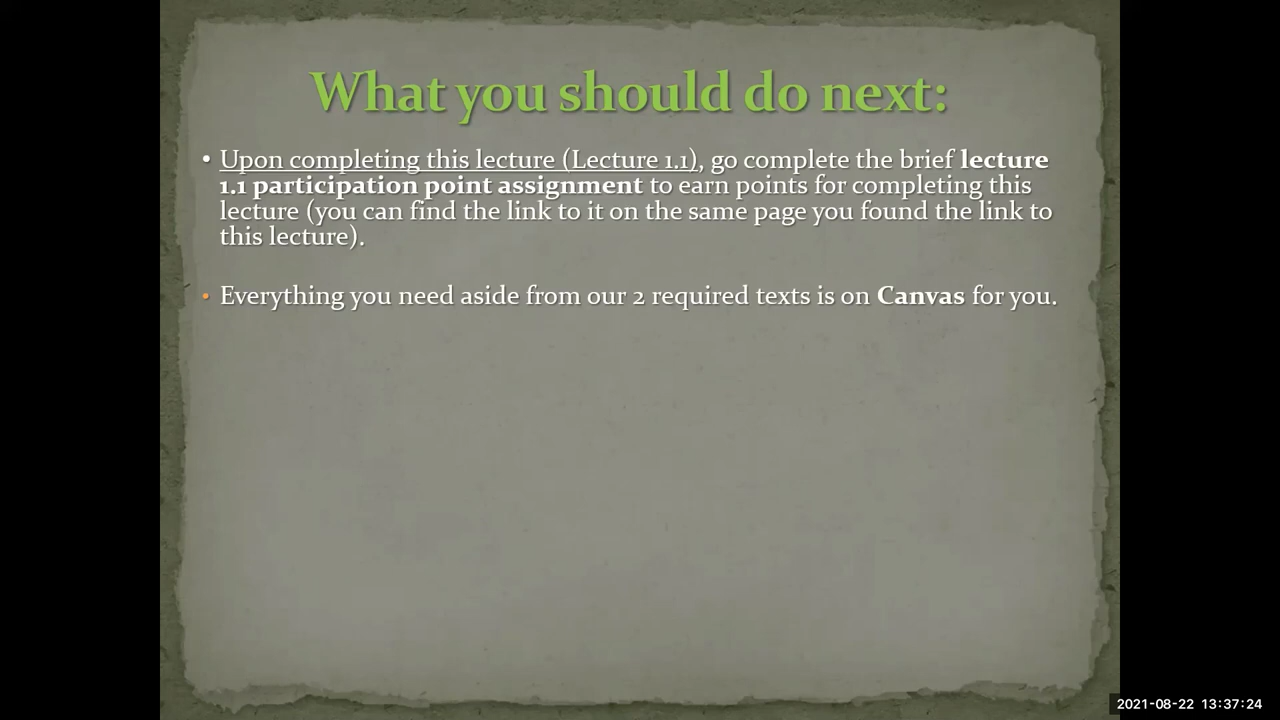 What you should do next:
• Upon completing this lecture (Lecture 1.1), go complete the brief lecture
1.1 participation point assignment to earn points for completing this
lecture (you can find the link to it on the same page you found the link to
this lecture).
• Everything you need aside from our 2 required texts is on Canvas for you.
2021-08-22 13:37:24